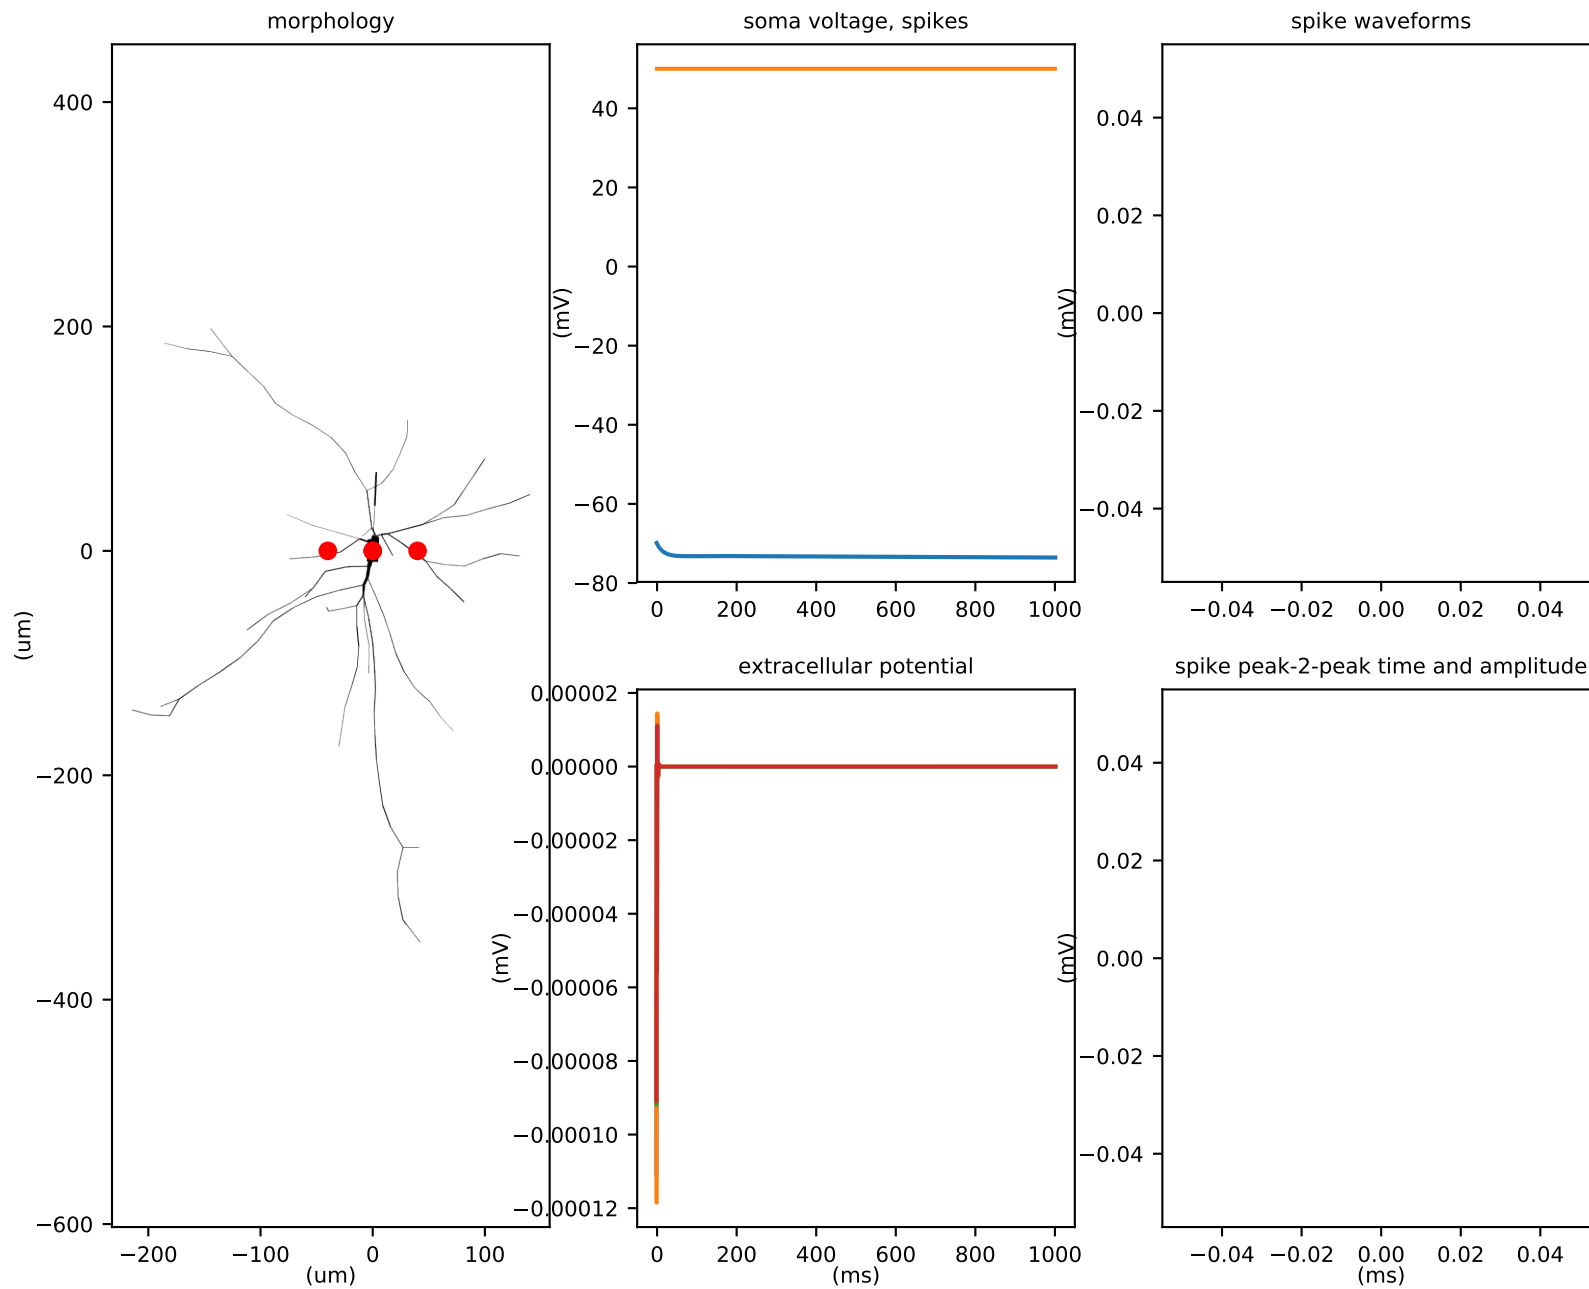 morphology
400
200
0
−200
−400
−600
(um)
−200 −100 0 100
(um)
soma voltage, spikes
40
20
0
−20
−40
−60
−80
(mV)
0 200 400 600 800 1000
spike waveforms
0.04
0.02
0.00
−0.02
−0.04
(mV)
−0.04 −0.02 0.00 0.02 0.04
extracellular potential
0.00002
0.00000
−0.00002
−0.00004
−0.00006
−0.00008
−0.00010
−0.00012
(mV)
0 200 400 600 800 1000
(ms)
spike peak-2-peak time and amplitude
0.04
0.02
0.00
−0.02
−0.04
(mV)
−0.04 −0.02 0.00 0.02 0.04
(ms)